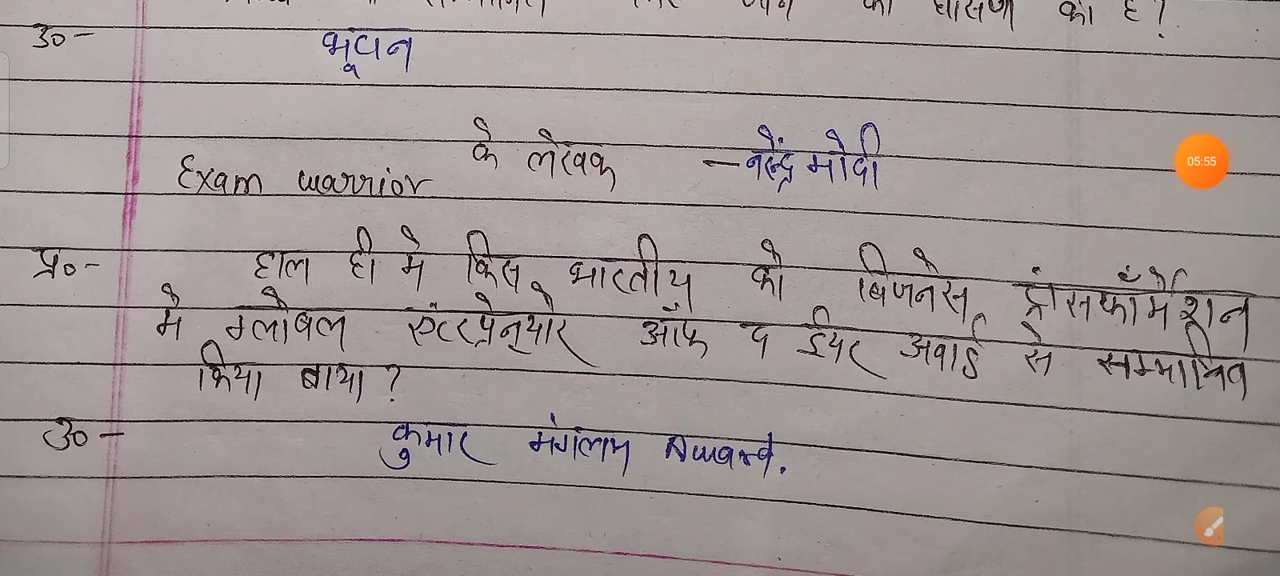 की है?
उ०- भूवन
Exam warrior के लेखक - नरेंद्र मोदी
05:55
प्र०- हाल ही मे किस भारतीय को बिजनेस ट्रांसफॉर्मेशन
मे ग्लोबल एंटरप्रेन्योर ऑफ द ईयर अवार्ड से सम्मानित
किया गया?
उ०- कुमार मंगलम